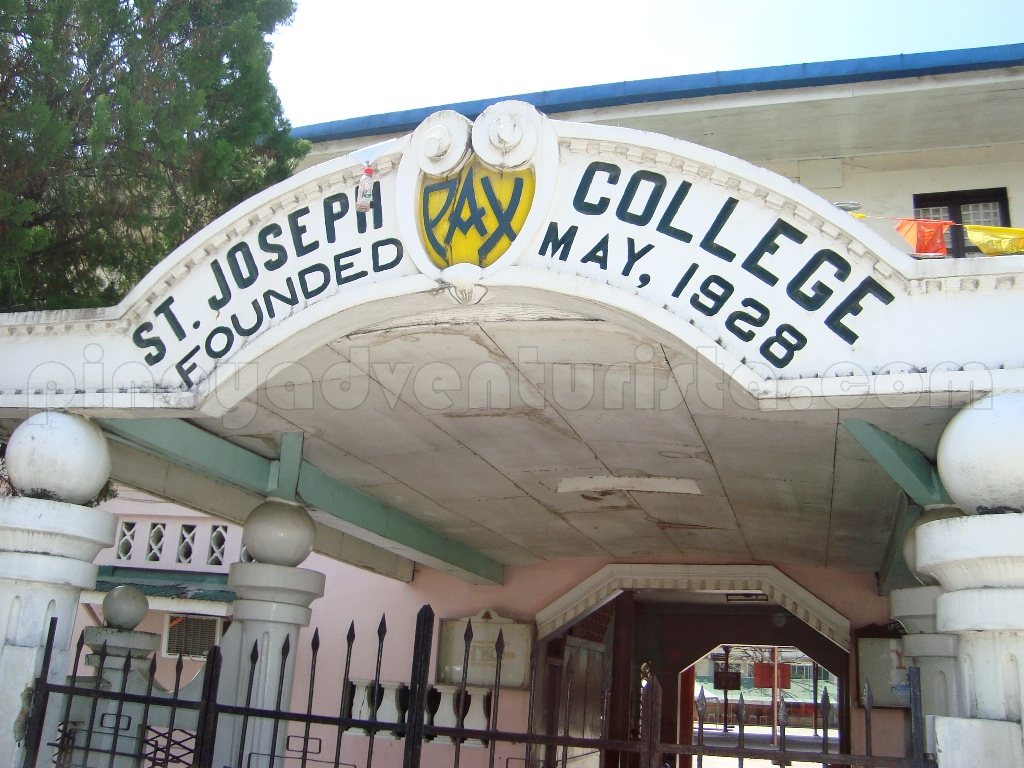 ST. JOSEPH PAX COLLEGE
FOUNDED MAY, 1928
pinoyadventurista.com